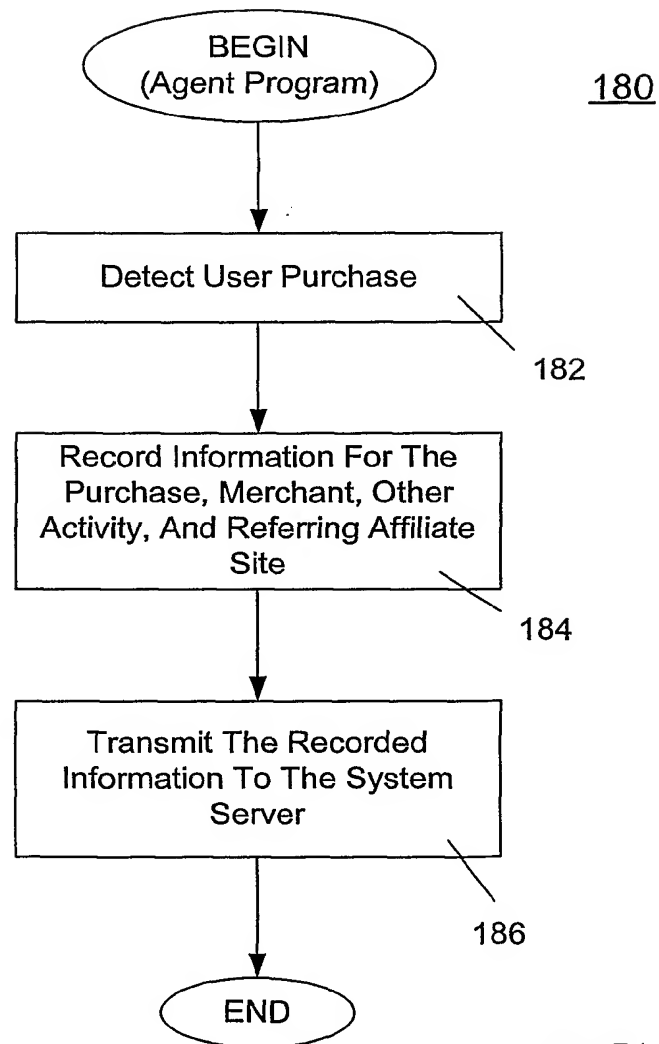 BEGIN
(Agent Program)
180
Detect User Purchase
182
Record Information For The
Purchase, Merchant, Other
Activity, And Referring Affiliate
Site
184
Transmit The Recorded
Information To The System
Server
186
END